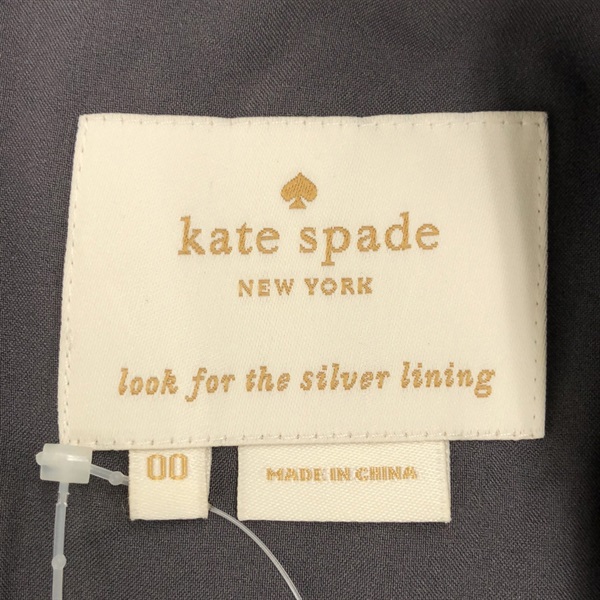 kate spade
NEW YORK
look for the silver lining
00
MADE IN CHINA